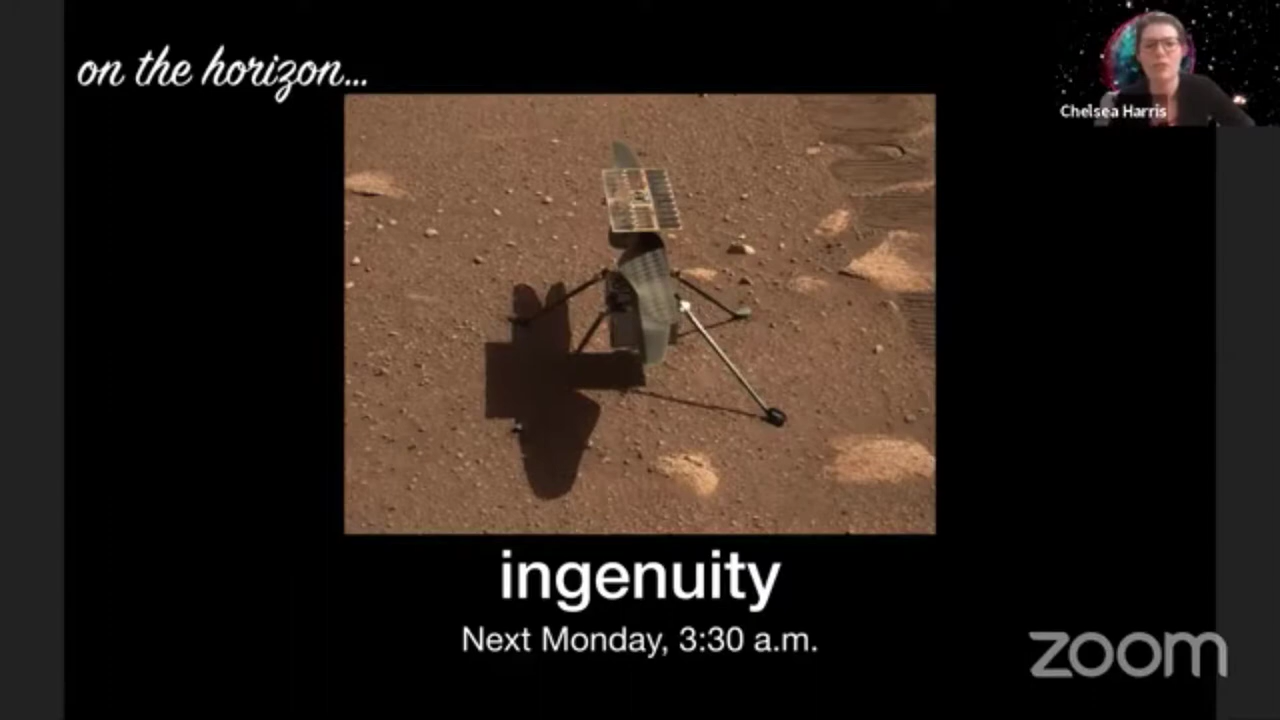 on the horizon...
Chelsea Harris
ingenuity
Next Monday, 3:30 a.m.
zoom